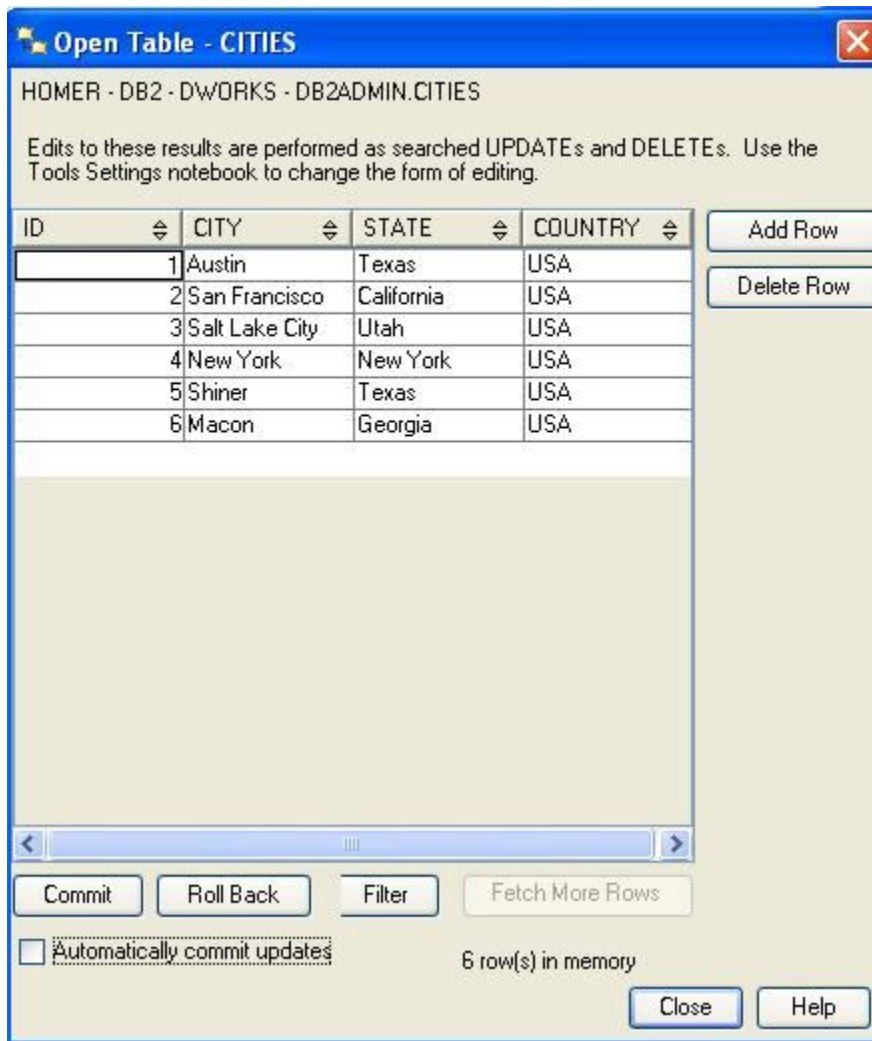 Open Table - CITIES
HOMER - DB2 - DWORKS - DB2ADMIN.CITIES
Edits to these results are performed as searched UPDATEs and DELETEs. Use the
Tools Settings notebook to change the form of editing.
ID CITY STATE COUNTRY
Add Row
1 Austin Texas USA
2 San Francisco California USA
Delete Row
3 Salt Lake City Utah USA
4 New York New York USA
5 Shiner Texas USA
6 Macon Georgia USA
Commit Roll Back Filter Fetch More Rows
Automatically commit updates
6 row(s) in memory
Close Help